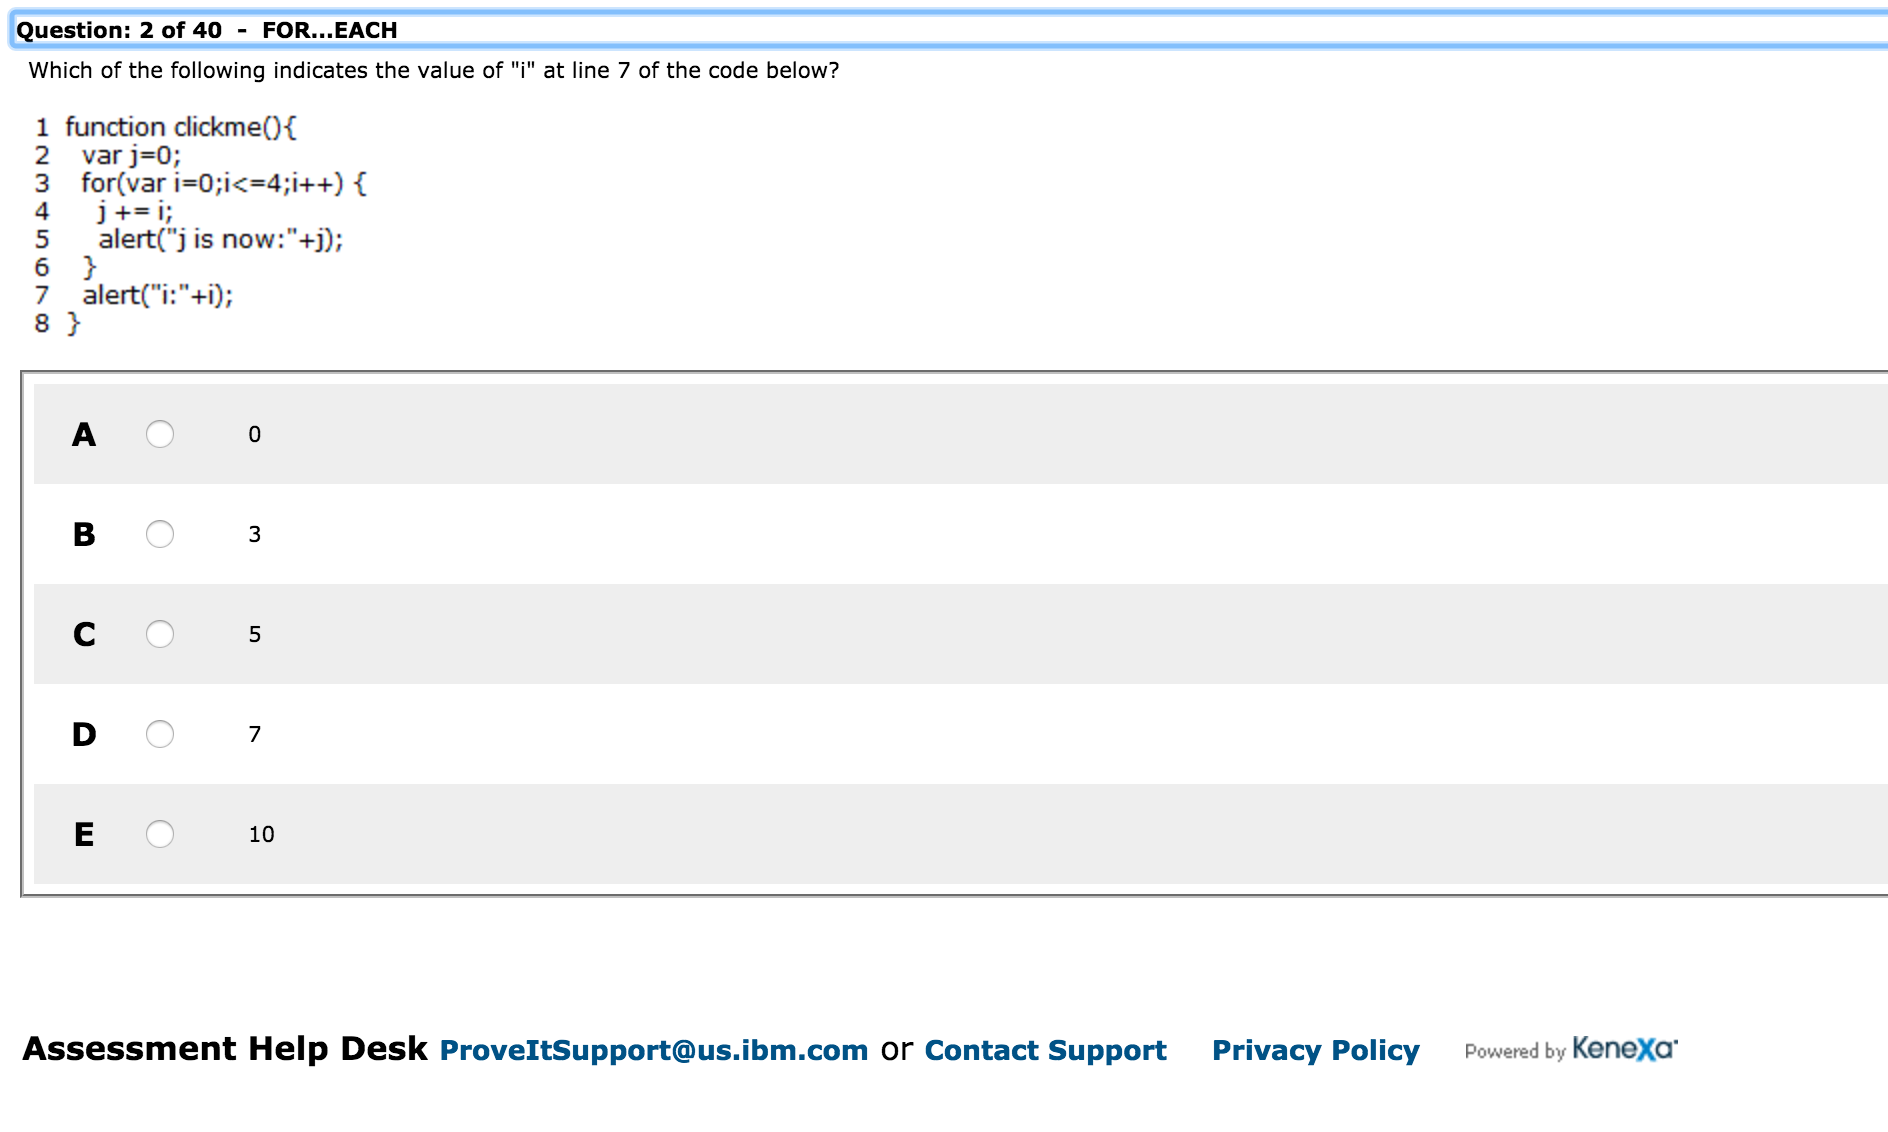 Question: 2 of 40 - FOR...EACH
Which of the following indicates the value of "i" at line 7 of the code below?
1 function clickme(){
2 var j=0;
3 for(var i=0;i<=4;i++) {
4 j += i;
5 alert("j is now:"+j);
6 }
7 alert("i:"+i);
8 }
A 0
B 3
C 5
D 7
E 10
Assessment Help Desk ProveItSupport@us.ibm.com or Contact Support Privacy Policy Powered by Kenexa